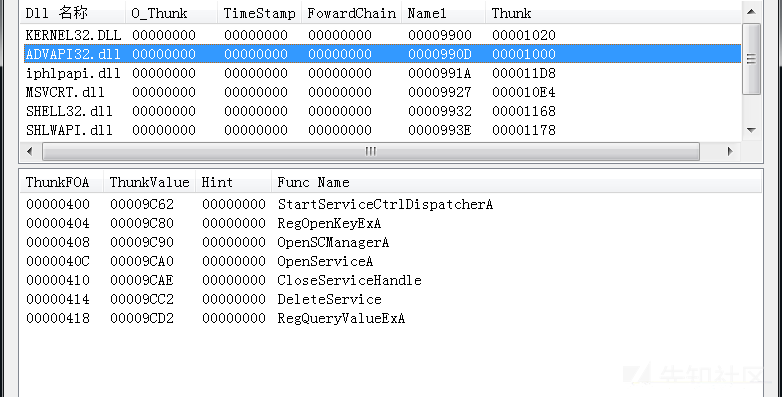 Dll 名称 O_Thunk TimeStamp FowardChain Name1 Thunk
KERNEL32.DLL 00000000 00000000 00000000 00009900 00001020
ADVAPI32.dll 00000000 00000000 00000000 0000990D 00001000
iphlpapi.dll 00000000 00000000 00000000 0000991A 000011D8
MSVCRT.dll 00000000 00000000 00000000 00009927 000010E4
SHELL32.dll 00000000 00000000 00000000 00009932 00001168
SHLWAPI.dll 00000000 00000000 00000000 0000993E 00001178
ThunkFOA ThunkValue Hint Func Name
00000400 00009C62 00000000 StartServiceCtrlDispatcherA
00000404 00009C80 00000000 RegOpenKeyExA
00000408 00009C90 00000000 OpenSCManagerA
0000040C 00009CA0 00000000 OpenServiceA
00000410 00009CAE 00000000 CloseServiceHandle
00000414 00009CC2 00000000 DeleteService
00000418 00009CD2 00000000 RegQueryValueExA
先知社区